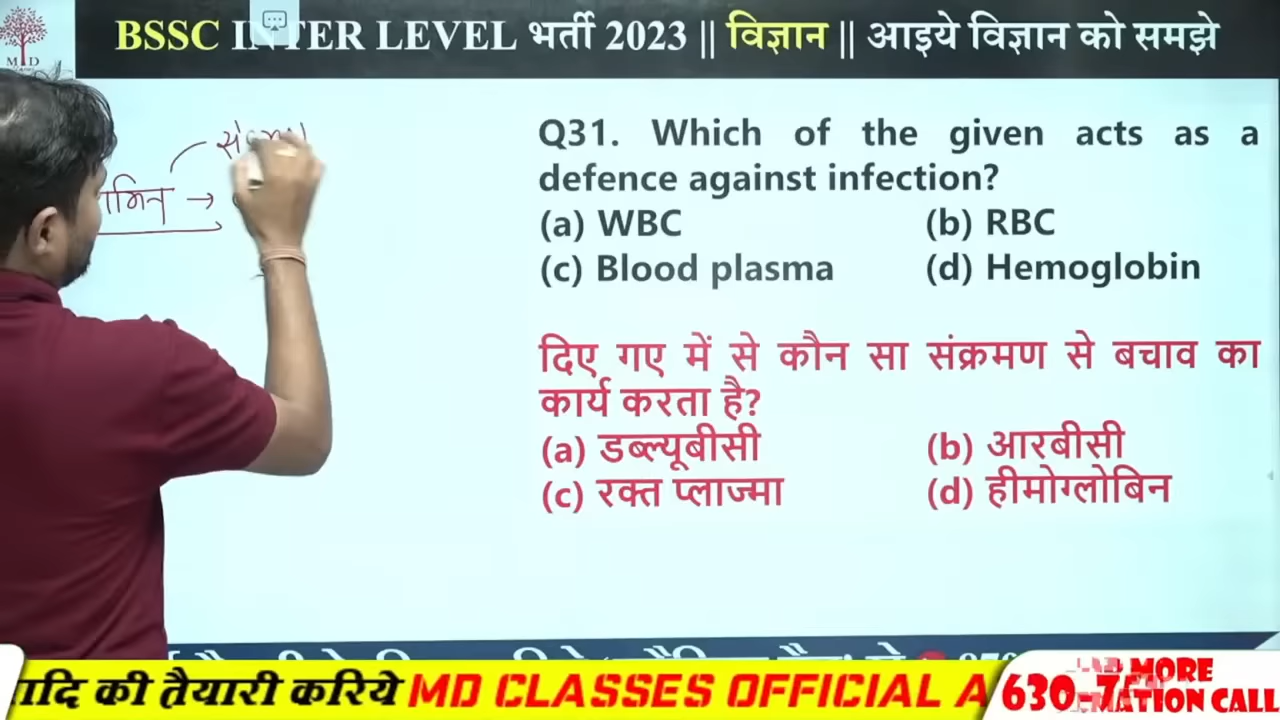 BSSC INTER LEVEL भर्ती 2023 || विज्ञान || आइये विज्ञान को समझे
Q31. Which of the given acts as a
defence against infection?
(a) WBC (b) RBC
(c) Blood plasma (d) Hemoglobin
दिए गए में से कौन सा संक्रमण से बचाव का
कार्य करता है?
(a) डब्ल्यूबीसी (b) आरबीसी
(c) रक्त प्लाज्मा (d) हीमोग्लोबिन
की तैयारी करिये MD CLASSES OFFICIAL A
MORE
CALL